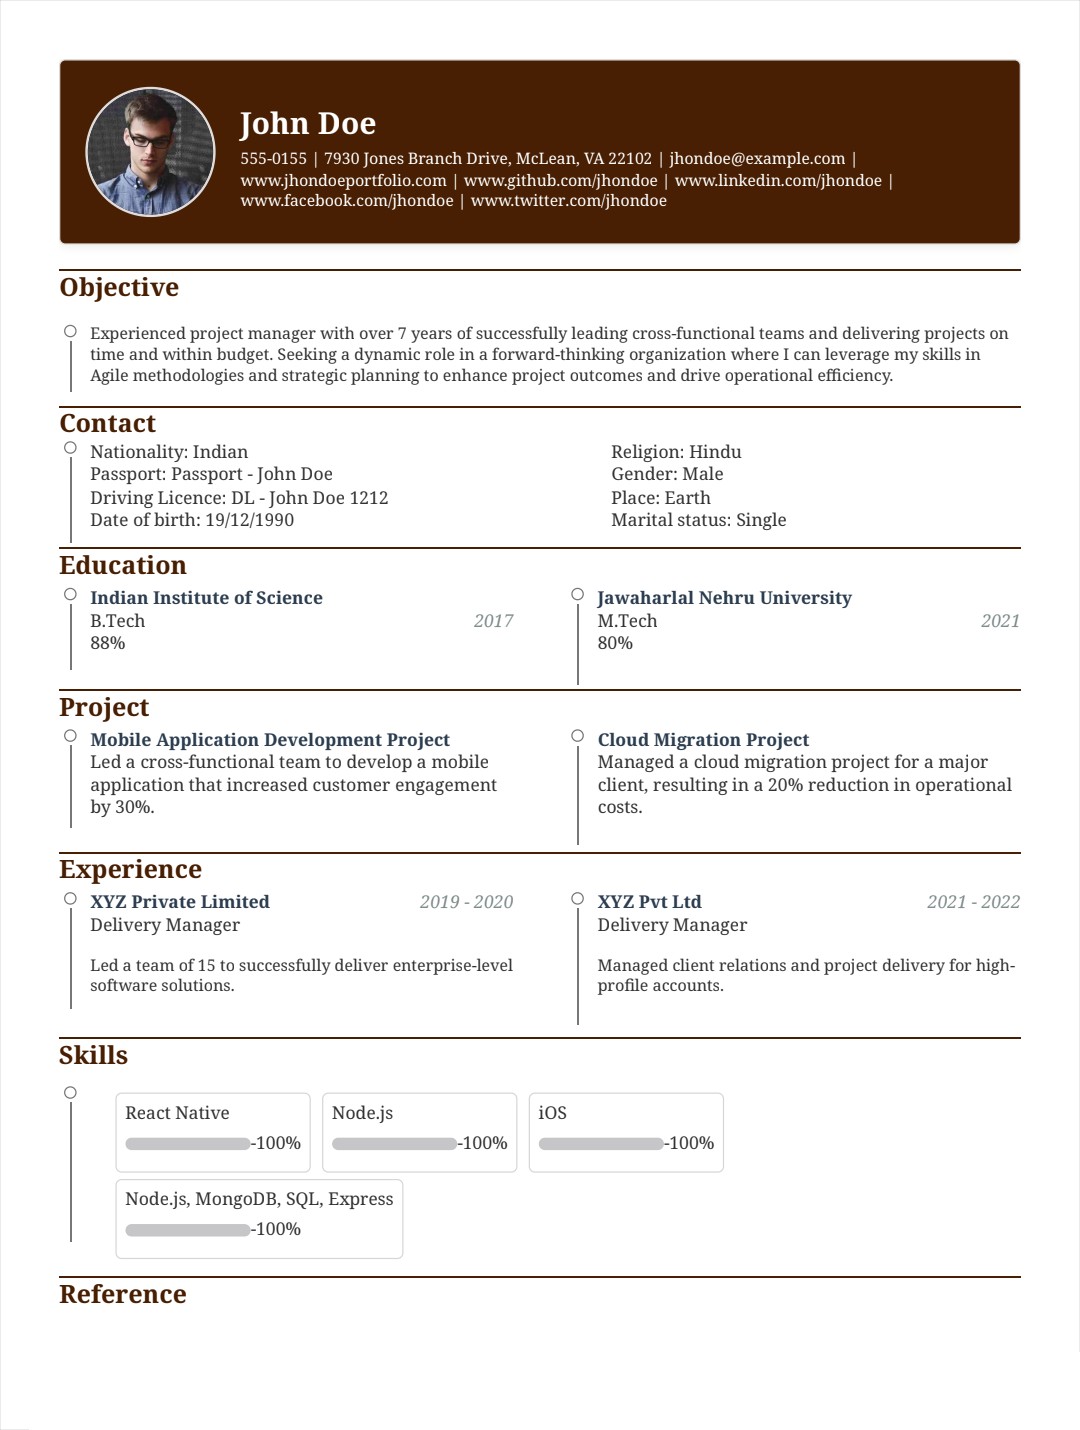 John Doe
555-0155 | 7930 Jones Branch Drive, McLean, VA 22102 | jhondoe@example.com |
www.jhondoeportfolio.com | www.github.com/jhondoe | www.linkedin.com/jhondoe |
www.facebook.com/jhondoe | www.twitter.com/jhondoe
Objective
Experienced project manager with over 7 years of successfully leading cross-functional teams and delivering projects on
time and within budget. Seeking a dynamic role in a forward-thinking organization where I can leverage my skills in
Agile methodologies and strategic planning to enhance project outcomes and drive operational efficiency.
Contact
Nationality: Indian
Passport: Passport - John Doe
Driving Licence: DL - John Doe 1212
Date of birth: 19/12/1990
Religion: Hindu
Gender: Male
Place: Earth
Marital status: Single
Education
Indian Institute of Science
B.Tech 2017
88%
Jawaharlal Nehru University
M.Tech 2021
80%
Project
Mobile Application Development Project
Led a cross-functional team to develop a mobile
application that increased customer engagement
by 30%.
Cloud Migration Project
Managed a cloud migration project for a major
client, resulting in a 20% reduction in operational
costs.
Experience
XYZ Private Limited 2019 - 2020
Delivery Manager
Led a team of 15 to successfully deliver enterprise-level
software solutions.
XYZ Pvt Ltd 2021 - 2022
Delivery Manager
Managed client relations and project delivery for high-
profile accounts.
Skills
React Native
-100%
Node.js
-100%
iOS
-100%
Node.js, MongoDB, SQL, Express
-100%
Reference